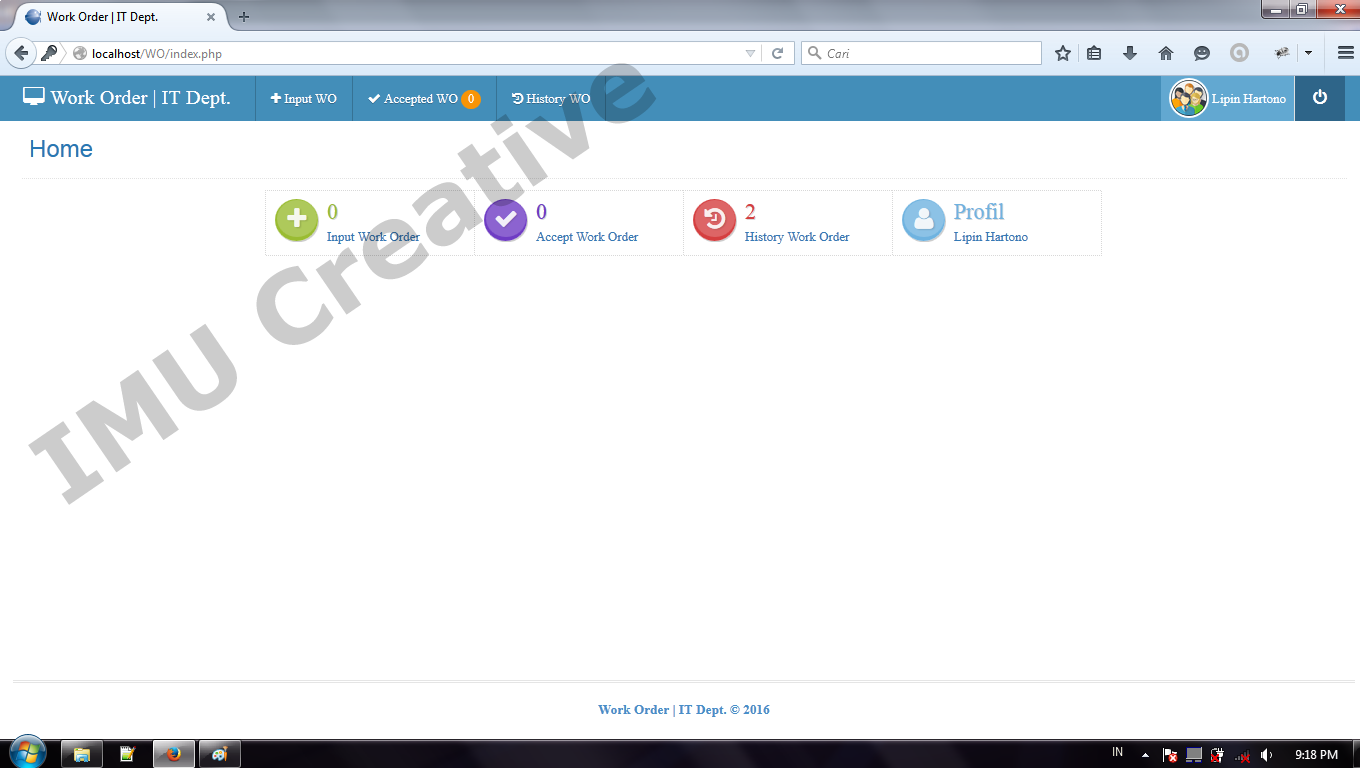 Work Order | IT Dept.
localhost/WO/index.php
Cari
Work Order | IT Dept.
Input WO
Accepted WO 0
History WO
Lipin Hartono
Home
0
Input Work Order
0
Accept Work Order
2
History Work Order
Profil
Lipin Hartono
IMU Creative
Work Order | IT Dept. © 2016
IN
9:18 PM